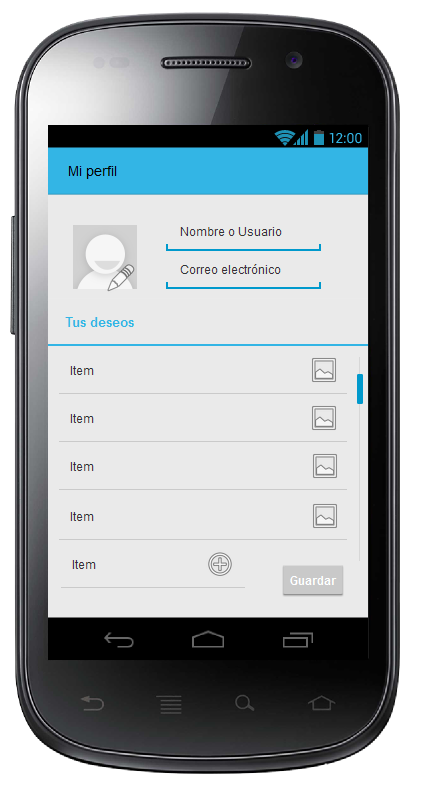 12:00
Mi perfil
Nombre o Usuario
Correo electrónico
Tus deseos
Item
Item
Item
Item
Item
Guardar